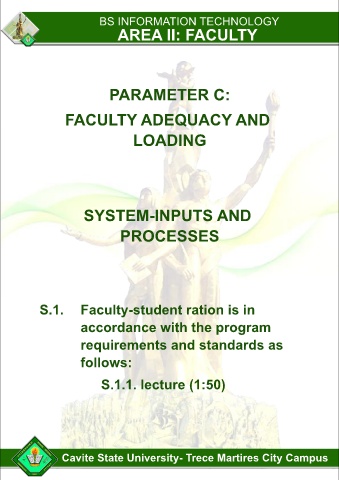 BS INFORMATION TECHNOLOGY
AREA II: FACULTY
PARAMETER C:
FACULTY ADEQUACY AND
LOADING
SYSTEM-INPUTS AND
PROCESSES
S.1. Faculty-student ration is in
accordance with the program
requirements and standards as
follows:
S.1.1. lecture (1:50)
Cavite State University- Trece Martires City Campus